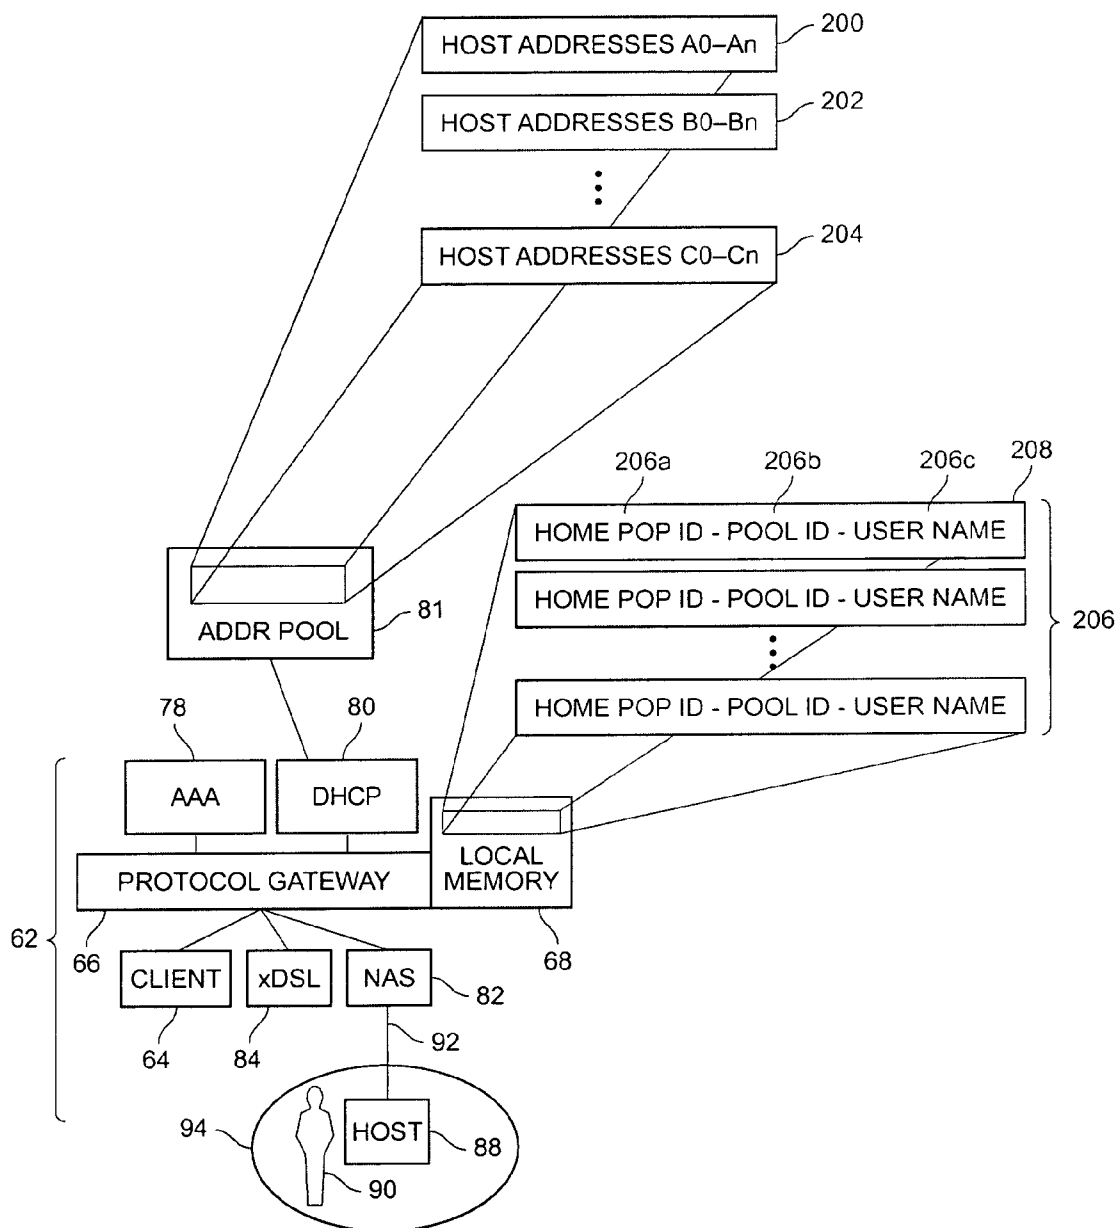 HOST ADDRESSES A0–An
200
HOST ADDRESSES B0–Bn
202
HOST ADDRESSES C0–Cn
204
206a
206b
206c
208
HOME POP ID - POOL ID - USER NAME
HOME POP ID - POOL ID - USER NAME
206
HOME POP ID - POOL ID - USER NAME
ADDR POOL
81
78
80
AAA
DHCP
LOCAL
MEMORY
PROTOCOL GATEWAY
62
66
68
CLIENT
xDSL
NAS
82
64
84
92
94
HOST
88
90